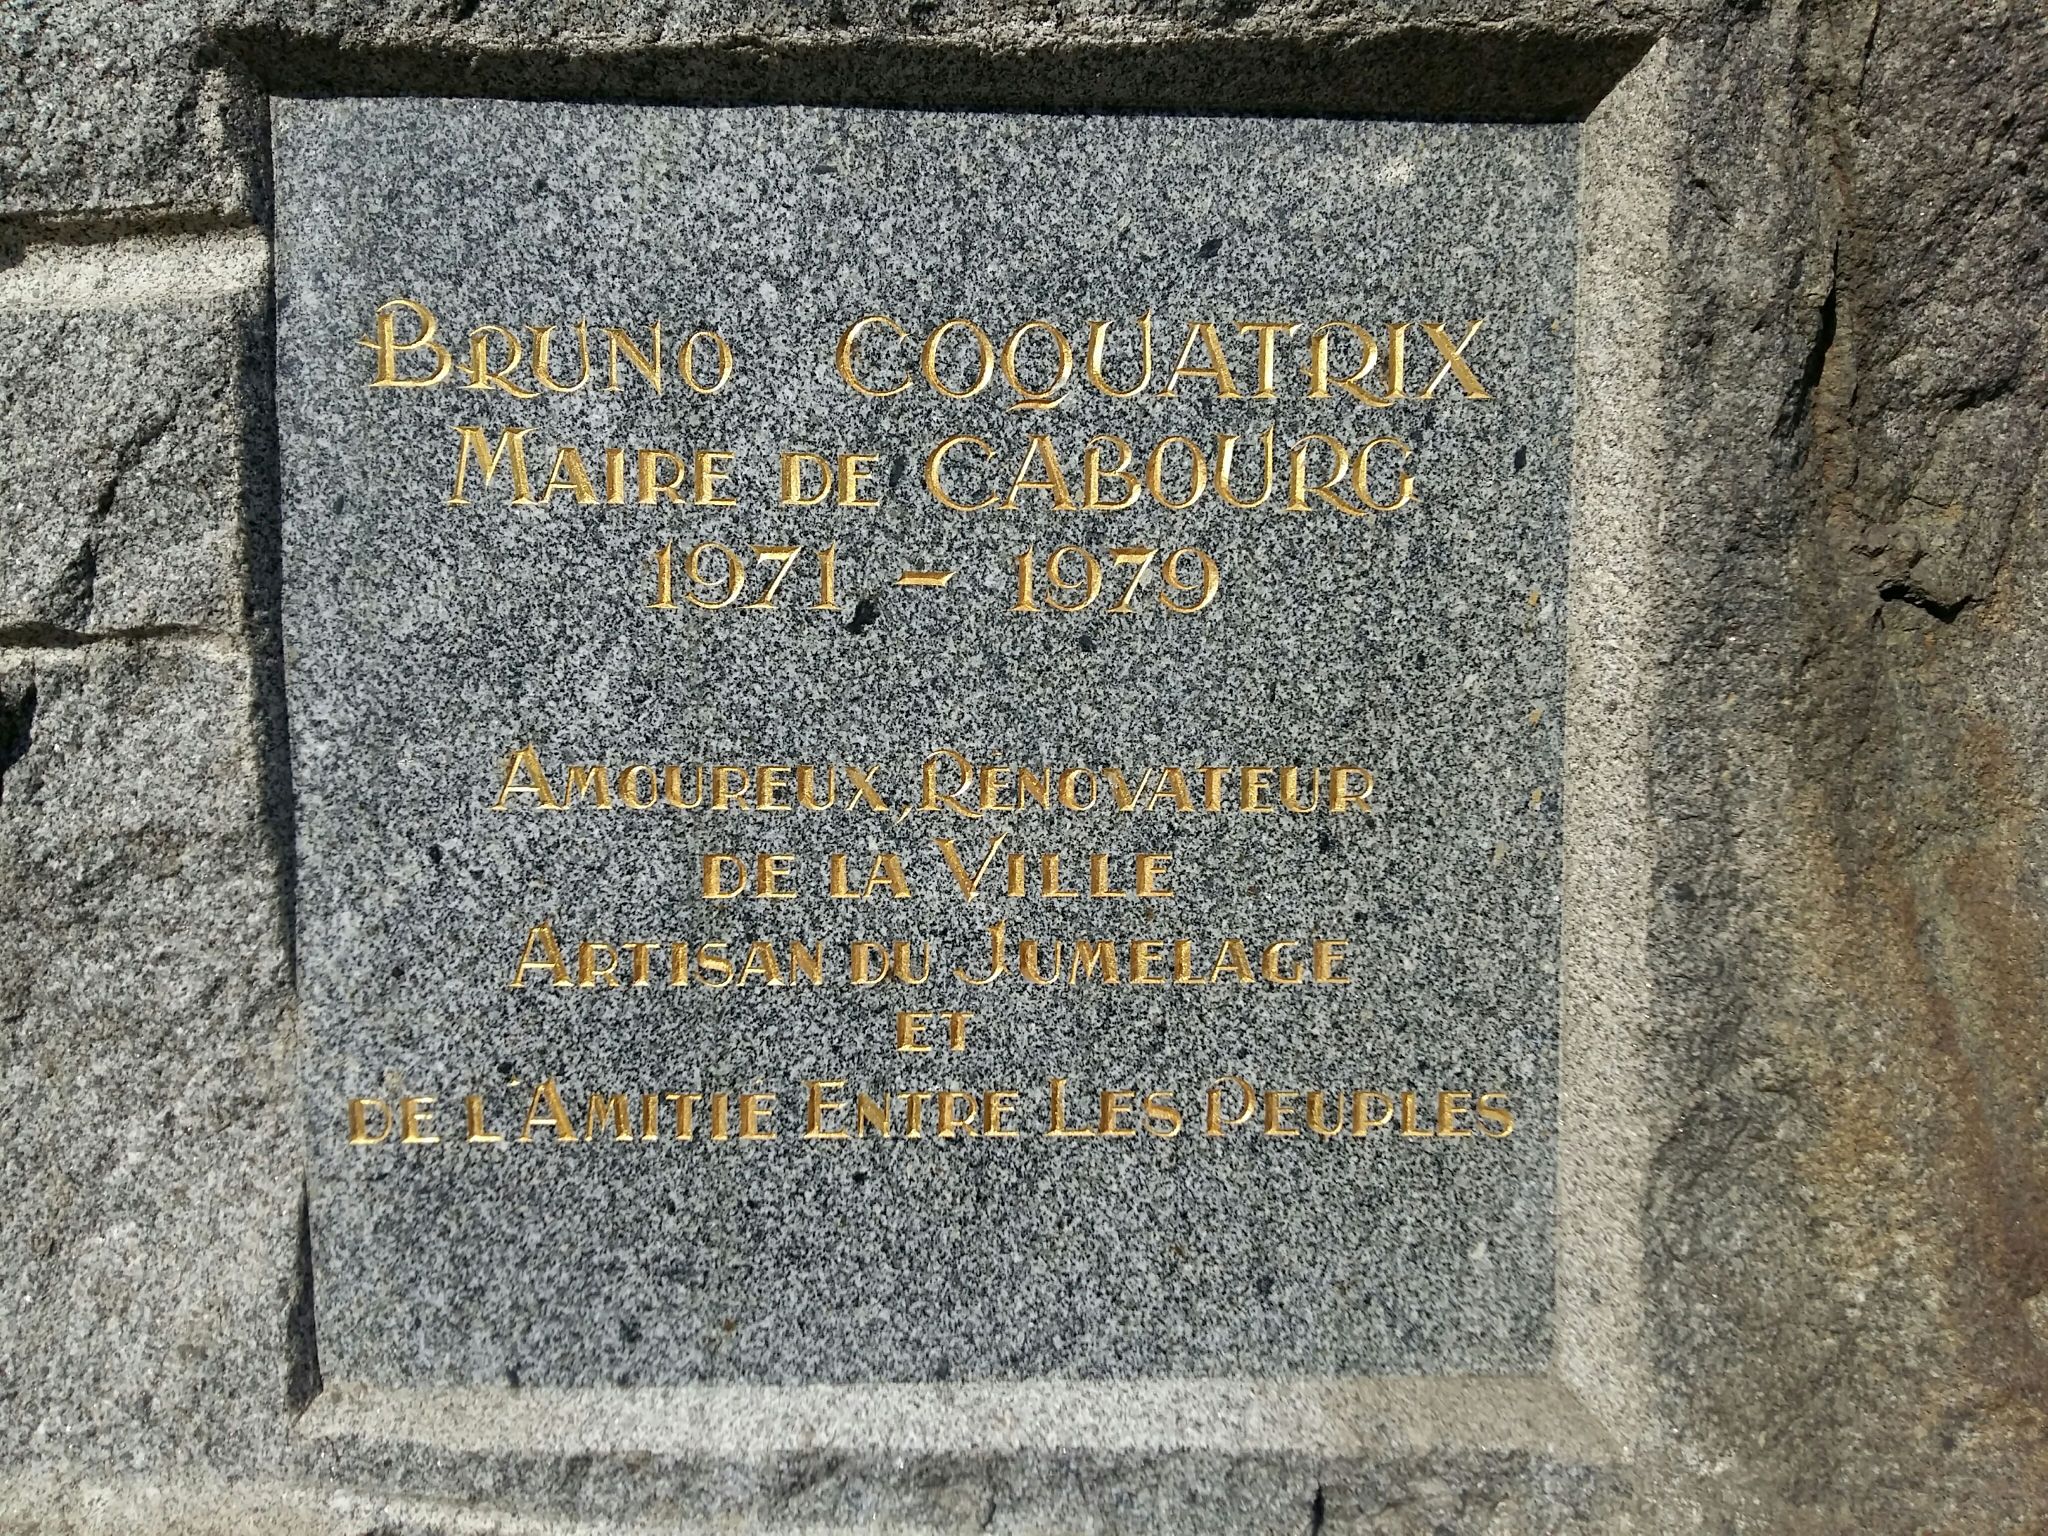 BRUNO COQUATRIX
MAIRE DE CABOURG
1971 - 1979
AMOUREUX, RÉNOVATEUR
DE LA VILLE
ARTISAN DU JUMELAGE
ET
DE L'AMITIÉ ENTRE LES PEUPLES